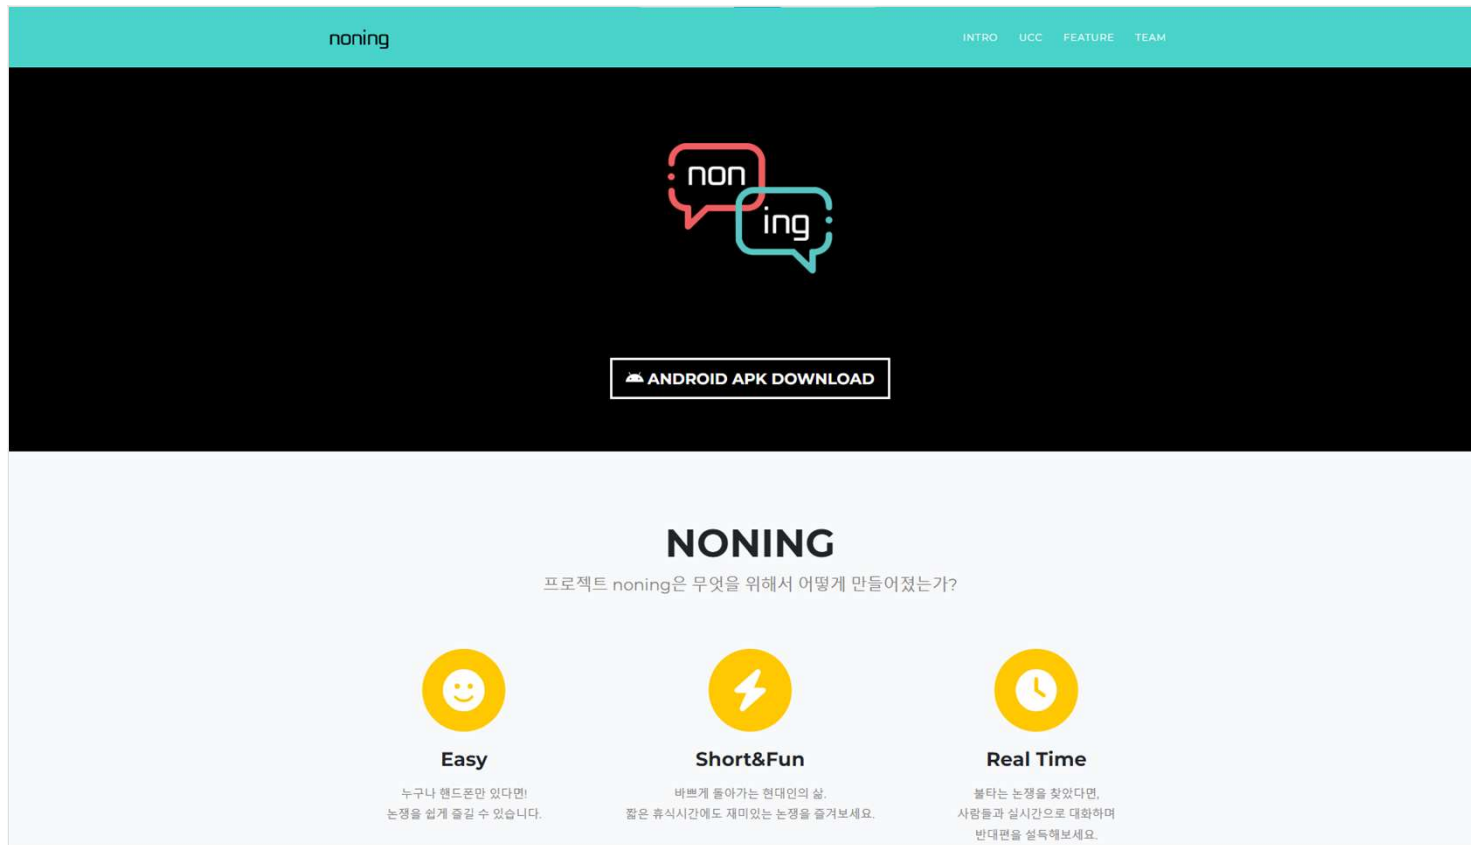 noning
INTRO UCC FEATURE TEAM
non
ing
ANDROID APK DOWNLOAD
NONING
프로젝트 noning은 무엇을 위해서 어떻게 만들어졌는가?
Easy
누구나 핸드폰만 있다면!
논쟁을 쉽게 즐길 수 있습니다.
Short&Fun
바쁘게 돌아가는 현대인의 삶.
짧은 휴식시간에도 재미있는 논쟁을 즐겨보세요.
Real Time
불타는 논쟁을 찾았다면,
사람들과 실시간으로 대화하며
반대편을 설득해보세요.